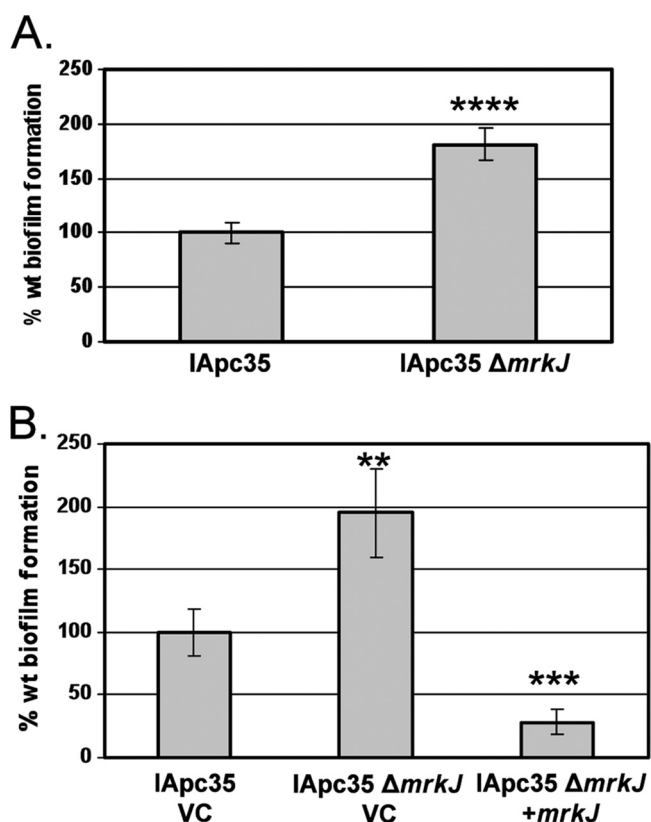 A.
% wt biofilm formation
250
200
150
100
50
0
****
IApc35
IApc35 ΔmrkJ
B.
% wt biofilm formation
250
200
150
100
50
0
**
***
IApc35
VC
IApc35 ΔmrkJ
VC
IApc35 ΔmrkJ
+mrkJ